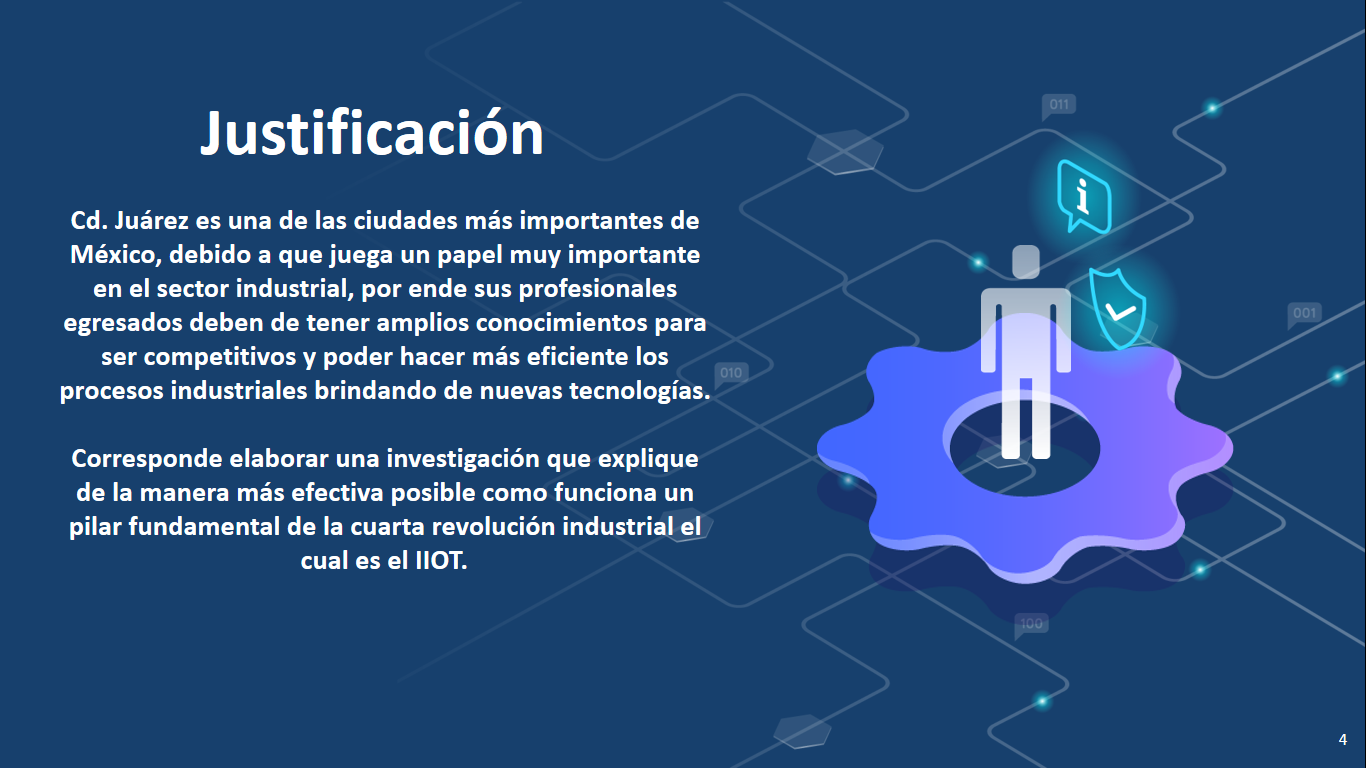 Justificación
Cd. Juárez es una de las ciudades más importantes de
México, debido a que juega un papel muy importante
en el sector industrial, por ende sus profesionales
egresados deben de tener amplios conocimientos para
ser competitivos y poder hacer más eficiente los
procesos industriales brindando de nuevas tecnologías.
Corresponde elaborar una investigación que explique
de la manera más efectiva posible como funciona un
pilar fundamental de la cuarta revolución industrial el
cual es el IIOT.
011
i
001
010
100
4